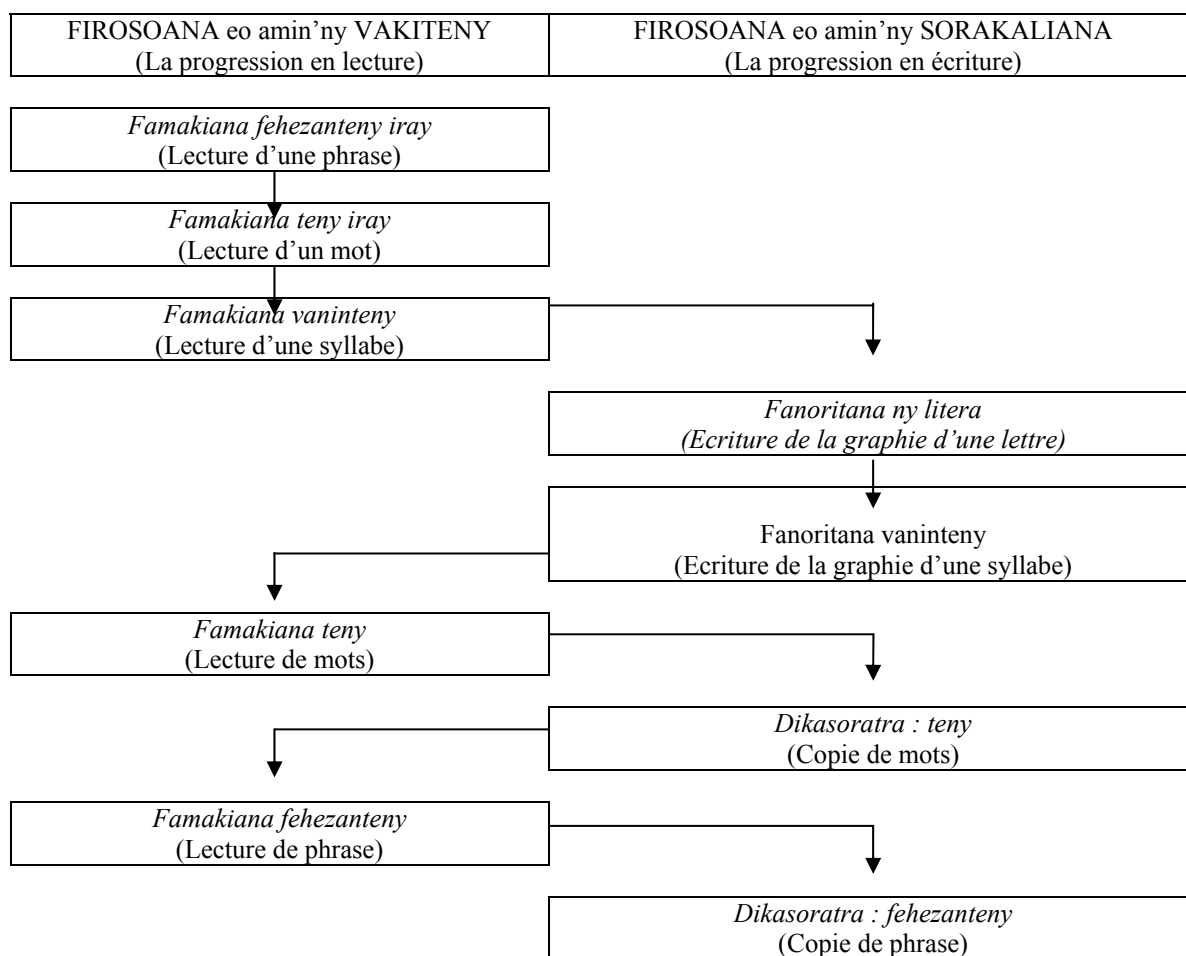 FIROSOANA eo amin’ny VAKITENY
(La progression en lecture)
FIROSOANA eo amin’ny SORAKALIANA
(La progression en écriture)
Famakiana fehezanteny iray
(Lecture d’une phrase)
Famakiana teny iray
(Lecture d’un mot)
Famakiana vaninteny
(Lecture d’une syllabe)
Fanoritana ny litera
(Ecriture de la graphie d’une lettre)
Fanoritana vaninteny
(Ecriture de la graphie d’une syllabe)
Famakiana teny
(Lecture de mots)
Dikasoratra : teny
(Copie de mots)
Famakiana fehezanteny
(Lecture de phrase)
Dikasoratra : fehezanteny
(Copie de phrase)